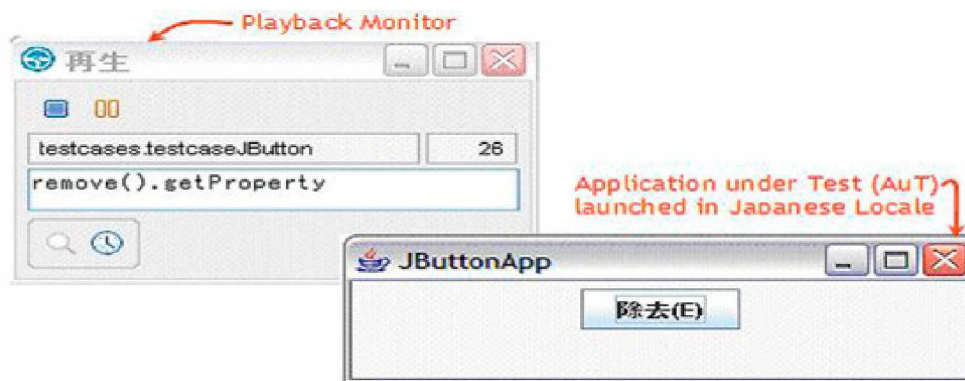 Playback Monitor
再生
testcases.testcaseJButton 26
remove().getProperty
Application under Test (AuT)
launched in Japanese Locale
JButtonApp
除去(E)